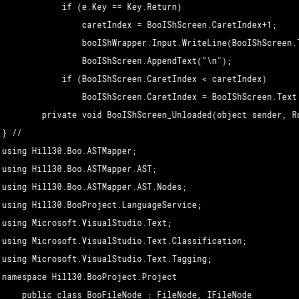 if (e.Key == Key.Return)
caretIndex = BooIShScreen.CaretIndex+1;
booIShWrapper.Input.WriteLine(BooIShScreen.
BooIShScreen.AppendText("\n");
if (BooIShScreen.CaretIndex < caretIndex)
BooIShScreen.CaretIndex = BooIShScreen.Text
private void BooIShScreen_Unloaded(object sender,
} //
using Hill30.Boo.ASTMapper;
using Hill30.Boo.ASTMapper.AST;
using Hill30.Boo.ASTMapper.AST.Nodes;
using Hill30.BooProject.LanguageService;
using Microsoft.VisualStudio.Text;
using Microsoft.VisualStudio.Text.Classification;
using Microsoft.VisualStudio.Text.Tagging;
namespace Hill30.BooProject.Project
public class BooFileNode : FileNode, IFileNode